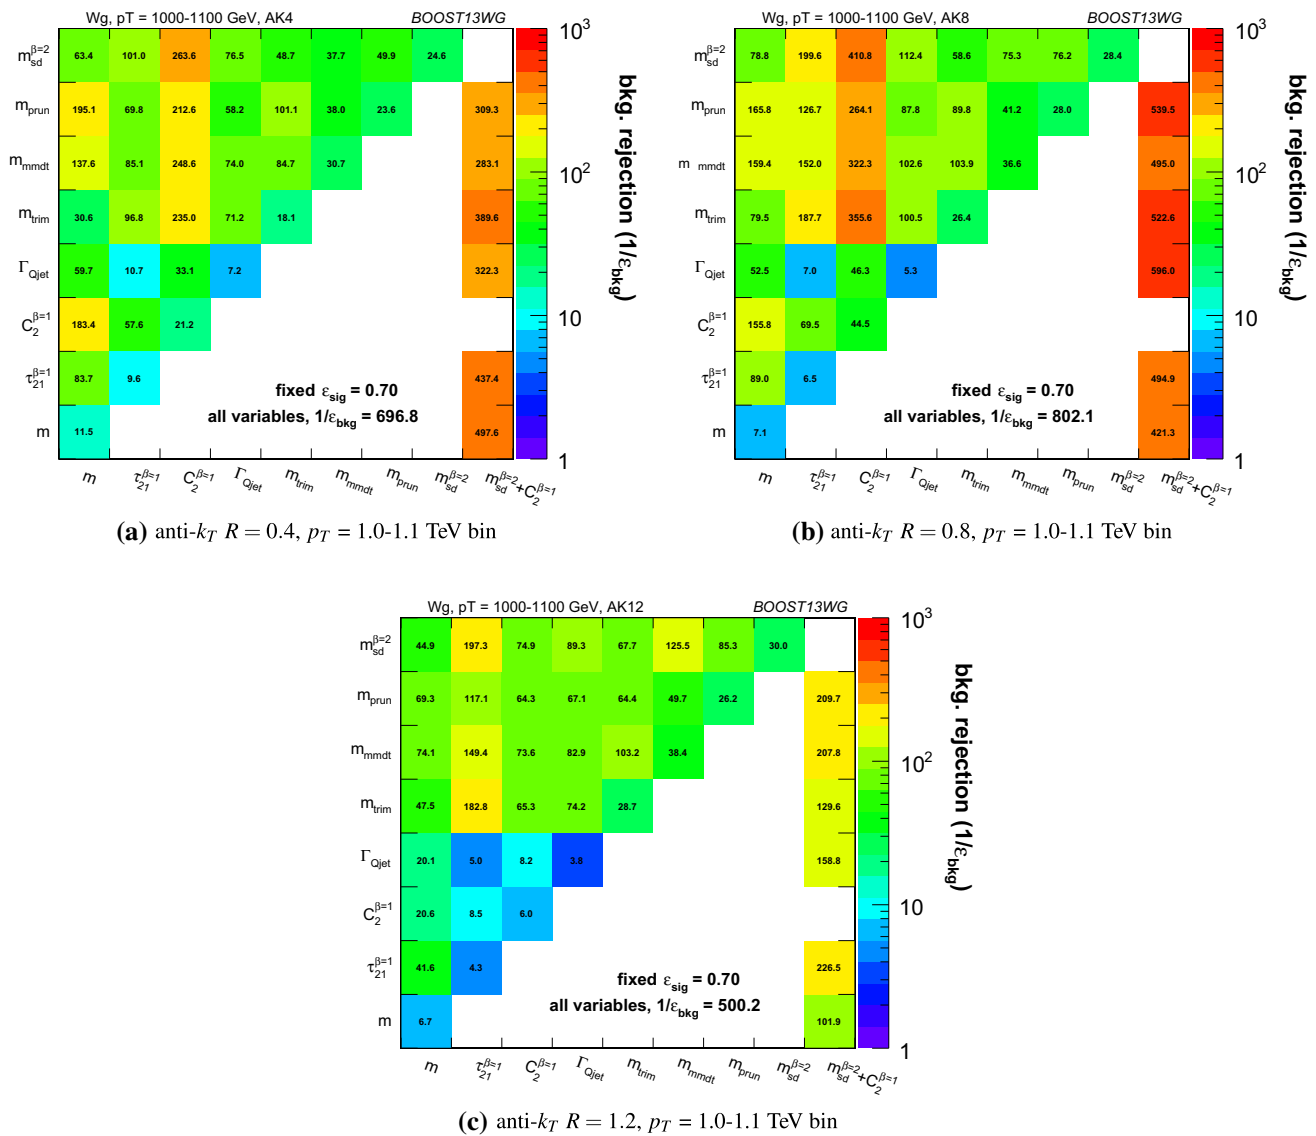 Wg, pT = 1000-1100 GeV, AK4 BOOST13WG
m_sd^β=2 63.4 101.0 263.6 76.5 48.7 37.7 49.9 24.6
m_prun 195.1 69.8 212.6 58.2 101.1 38.0 23.6 309.3
m_mmdt 137.6 85.1 248.6 74.0 84.7 30.7 283.1
m_trim 30.6 96.8 235.0 71.2 18.1 389.6
Γ_Qjet 59.7 10.7 33.1 7.2 322.3
C_2^β=1 183.4 57.6 21.2
τ_21^β=1 83.7 9.6 437.4
m 11.5 497.6
fixed ε_sig = 0.70
all variables, 1/ε_bkg = 696.8
m τ_21^β=1 C_2^β=1 Γ_Qjet m_trim m_mmdt m_prun m_sd^β=2 m_sd^β=2+C_2^β=1
10^3
10^2
10
1
bkg. rejection (1/ε_bkg)
(a) anti-k_T R = 0.4, p_T = 1.0-1.1 TeV bin
Wg, pT = 1000-1100 GeV, AK8 BOOST13WG
m_sd^β=2 78.8 199.6 410.8 112.4 58.6 75.3 76.2 28.4
m_prun 165.8 126.7 264.1 87.8 89.8 41.2 28.0 539.5
m_mmdt 159.4 152.0 322.3 102.6 103.9 36.6 495.0
m_trim 79.5 187.7 355.6 100.5 26.4 522.6
Γ_Qjet 52.5 7.0 46.3 5.3 596.0
C_2^β=1 155.8 69.5 44.5
τ_21^β=1 89.0 6.5 494.9
m 7.1 421.3
fixed ε_sig = 0.70
all variables, 1/ε_bkg = 802.1
m τ_21^β=1 C_2^β=1 Γ_Qjet m_trim m_mmdt m_prun m_sd^β=2 m_sd^β=2+C_2^β=1
10^3
10^2
10
1
bkg. rejection (1/ε_bkg)
(b) anti-k_T R = 0.8, p_T = 1.0-1.1 TeV bin
Wg, pT = 1000-1100 GeV, AK12 BOOST13WG
m_sd^β=2 44.9 197.3 74.9 89.3 67.7 125.5 85.3 30.0
m_prun 69.3 117.1 64.3 67.1 64.4 49.7 26.2 209.7
m_mmdt 74.1 149.4 73.6 82.9 103.2 38.4 207.8
m_trim 47.5 182.8 65.3 74.2 28.7 129.6
Γ_Qjet 20.1 5.0 8.2 3.8 158.8
C_2^β=1 20.6 8.5 6.0
τ_21^β=1 41.6 4.3 226.5
m 6.7 101.9
fixed ε_sig = 0.70
all variables, 1/ε_bkg = 500.2
m τ_21^β=1 C_2^β=1 Γ_Qjet m_trim m_mmdt m_prun m_sd^β=2 m_sd^β=2+C_2^β=1
10^3
10^2
10
1
bkg. rejection (1/ε_bkg)
(c) anti-k_T R = 1.2, p_T = 1.0-1.1 TeV bin